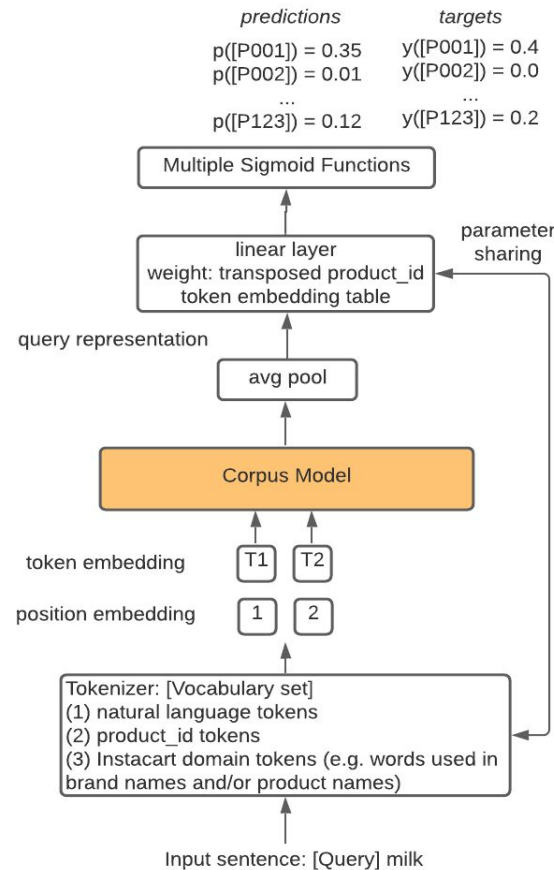 predictions targets
p([P001]) = 0.35 y([P001]) = 0.4
p([P002]) = 0.01 y([P002]) = 0.0
... ...
p([P123]) = 0.12 y([P123]) = 0.2
Multiple Sigmoid Functions
linear layer
weight: transposed product_id
token embedding table
parameter
sharing
query representation
avg pool
Corpus Model
token embedding T1 T2
position embedding 1 2
Tokenizer: [Vocabulary set]
(1) natural language tokens
(2) product_id tokens
(3) Instacart domain tokens (e.g. words used in
brand names and/or product names)
Input sentence: [Query] milk